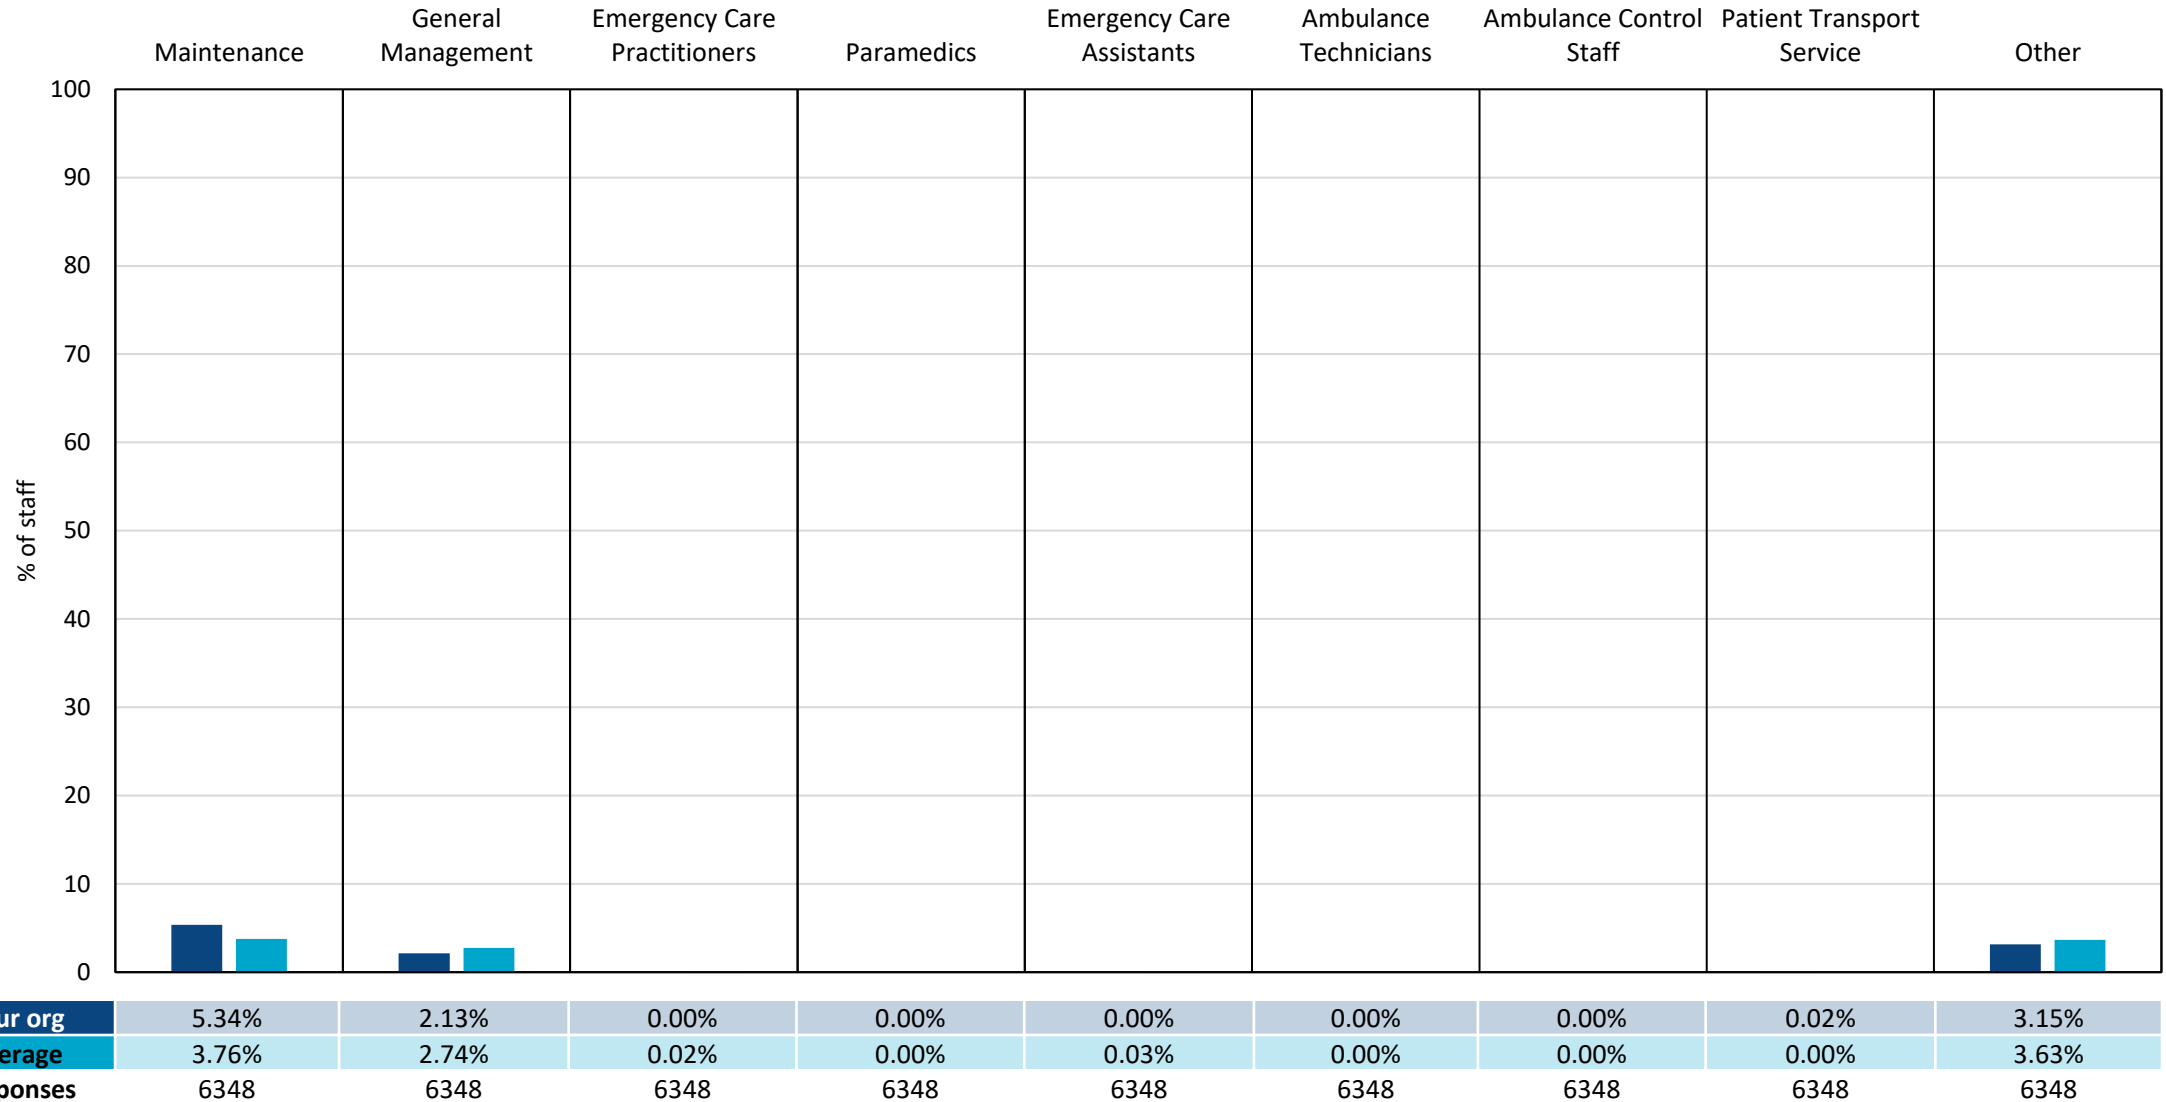 Maintenance
General
Management
Emergency Care
Practitioners
Paramedics
Emergency Care
Assistants
Ambulance
Technicians
Ambulance Control
Staff
Patient Transport
Service
Other
% of staff
100
90
80
70
60
50
40
30
20
10
0
ur org 5.34% 2.13% 0.00% 0.00% 0.00% 0.00% 0.00% 0.02% 3.15%
erage 3.76% 2.74% 0.02% 0.00% 0.03% 0.00% 0.00% 0.00% 3.63%
ponses 6348 6348 6348 6348 6348 6348 6348 6348 6348